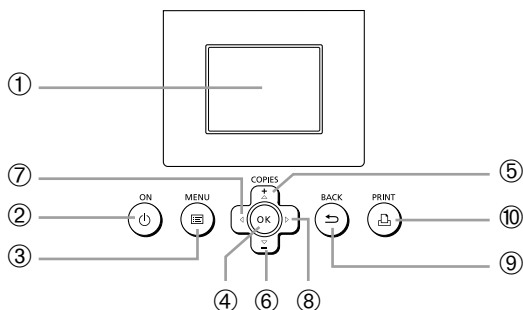 ①
⑦
COPIES
+
⑤
②
ON
MENU
OK
BACK
PRINT
⑩
③
−
⑨
④
⑥
⑧